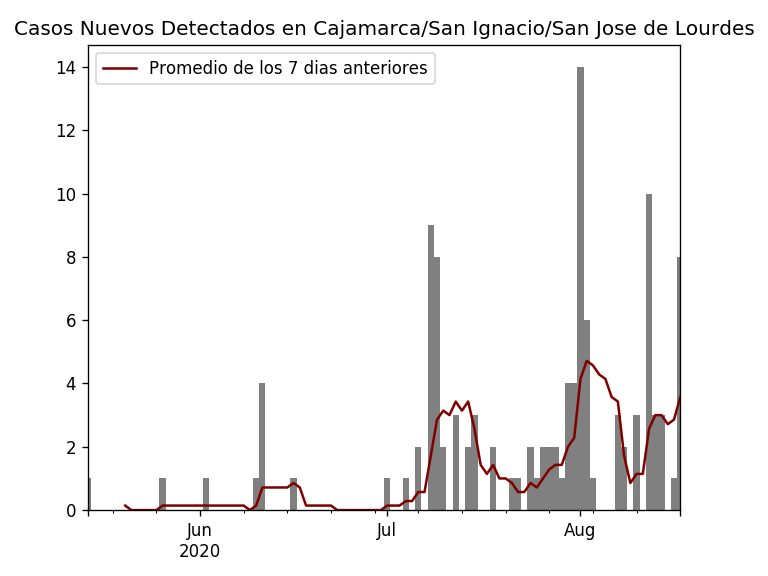 Casos Nuevos Detectados en Cajamarca/San Ignacio/San Jose de Lourdes
Promedio de los 7 dias anteriores
14
12
10
8
6
4
2
0
Jun
2020
Jul
Aug